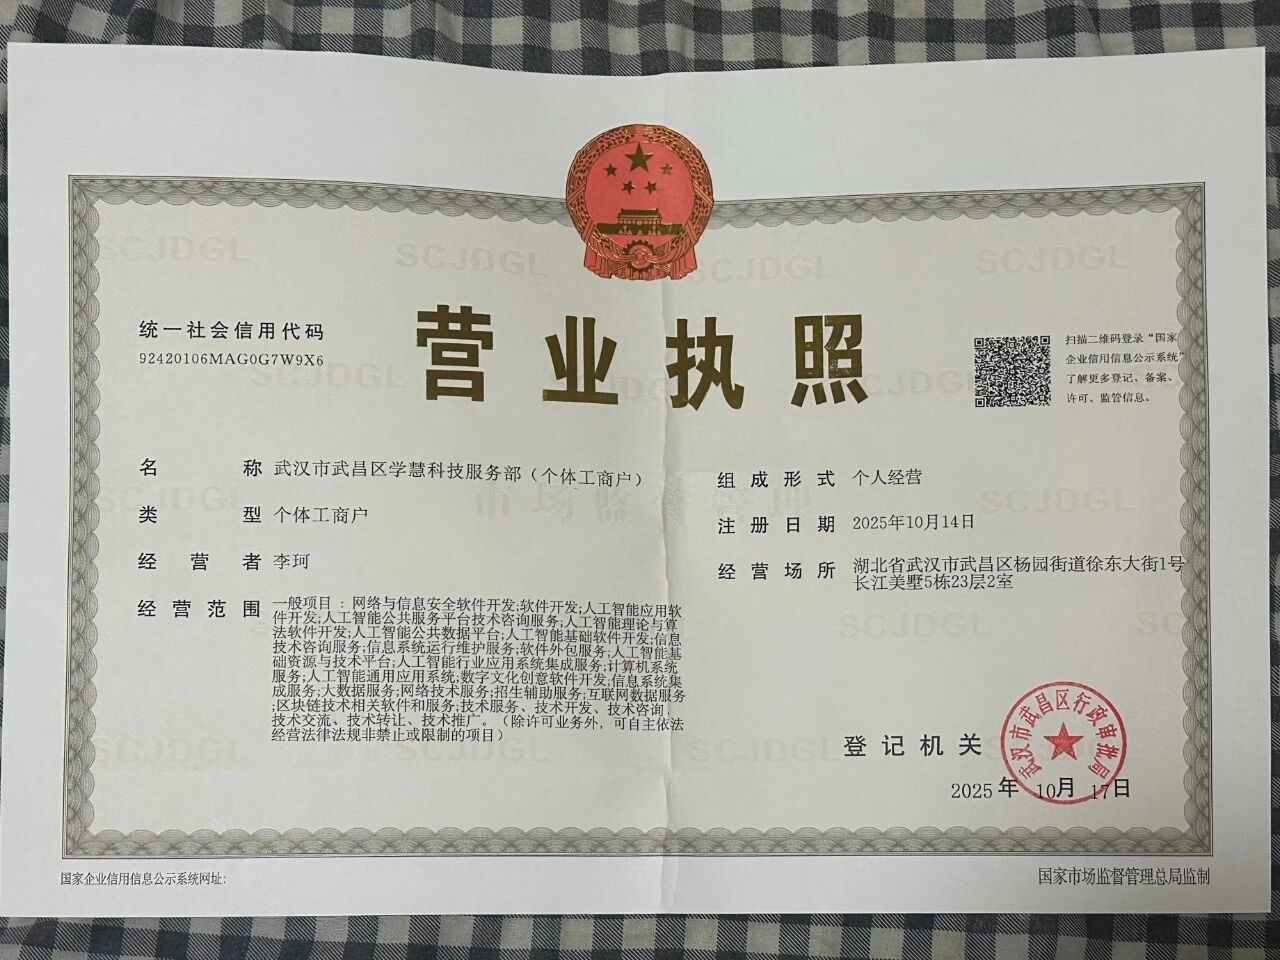 营业执照
统一社会信用代码
92420106MAG0G7W9X6
扫描二维码登录“国家
企业信用信息公示系统”
了解更多登记、备案、
许可、监管信息。
名称 武汉市武昌区学慧科技服务部（个体工商户）
类型 个体工商户
经营者 李珂
经营范围 一般项目：网络与信息安全软件开发;软件开发;人工智能应用软
件开发;人工智能公共服务平台技术咨询服务;人工智能理论与算
法软件开发;人工智能公共数据平台;人工智能基础软件开发;信息
技术咨询服务;信息系统运行维护服务;软件外包服务;人工智能基
础资源与技术平台;人工智能行业应用系统集成服务;计算机系统
服务;人工智能通用应用系统;数字文化创意软件开发;信息系统集
成服务;大数据服务;网络技术服务;招生辅助服务;互联网数据服务
;区块链技术相关软件和服务;技术服务、技术开发、技术咨询、
技术交流、技术转让、技术推广。（除许可业务外，可自主依法
经营法律法规非禁止或限制的项目）
组成形式 个人经营
注册日期 2025年10月14日
经营场所 湖北省武汉市武昌区杨园街道徐东大街1号
长江美墅5栋23层2室
登记机关
武汉市武昌区行政审批局
2025年10月17日
国家企业信用信息公示系统网址：
国家市场监督管理总局监制
SCJDGL
SCJDGL
SCJDGL
SCJDGL
SCJDGL
SCJDGL
市场监督管理
SCJDGL
SCJDGL
SCJDGL
SCJDGL
SCJDGL